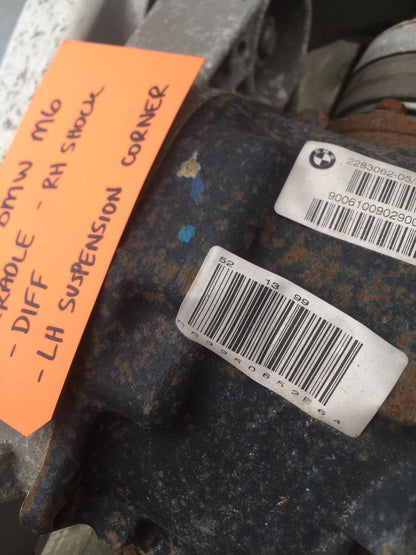 BMW M6
CRADLE - RH SHOCK
- DIFF
- LH SUSPENSION CORNER
2283062-05/
9006100902900
52 13 99